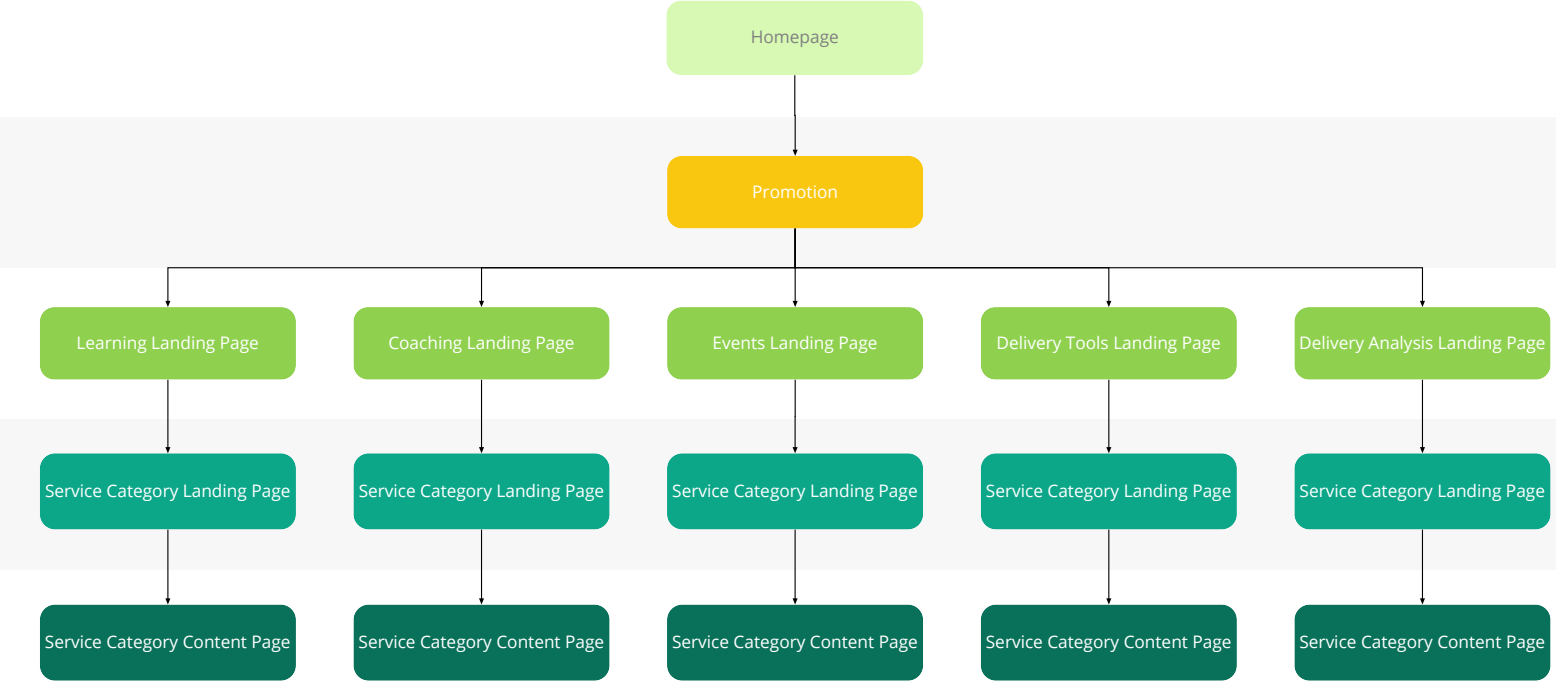 Homepage
Promotion
Learning Landing Page
Coaching Landing Page
Events Landing Page
Delivery Tools Landing Page
Delivery Analysis Landing Page
Service Category Landing Page
Service Category Landing Page
Service Category Landing Page
Service Category Landing Page
Service Category Landing Page
Service Category Content Page
Service Category Content Page
Service Category Content Page
Service Category Content Page
Service Category Content Page